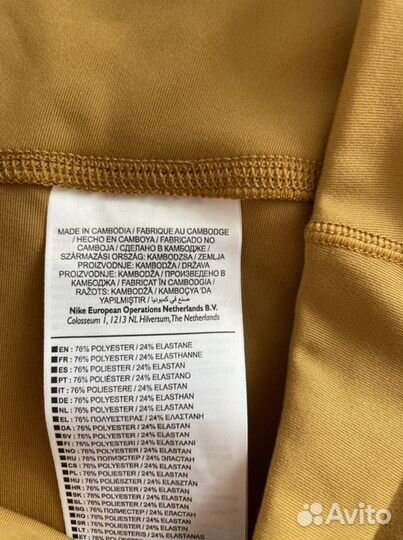 MADE IN CAMBODIA / FABRIQUE AU CAMBODGE
/ HECHO EN CAMBOYA / FABRICADO NO
CAMBOJA / СДЕЛАНО В КАМБОДЖЕ /
SZÁRMAZÁSI ORSZÁG: KAMBODZSA / ZEMLJA
PROIZVODNJE: KAMBODŽA / DRŽAVA
PROIZVODNJE: KAMBODŽA / ПРОИЗВЕДЕНО В
КАМБОДЖА / FABRICAT ÎN CAMBODGIA /
RAŽOTS: KAMBODŽĀ / KAMBOÇYA`DA
YAPILMIŞTIR / صنع في كمبوديا
Nike European Operations Netherlands B.V.
Colosseum 1, 1213 NL Hilversum, The Netherlands
EN: 76% POLYESTER / 24% ELASTANE
FR: 76% POLYESTER / 24% ELASTHANNE
ES: 76% POLIÉSTER / 24% ELASTANO
PT: 76% POLIÉSTER / 24% ELASTANO
IT: 76% POLIESTERE / 24% ELASTAN
DE: 76% POLYESTER / 24% ELASTHAN
NL: 76% POLYESTER / 24% ELASTAAN
EL: 76% ΠΟΛΥΕΣΤΕΡΑΣ / 24% ΕΛΑΣΤΑΝΗ
DA: 76% POLYESTER / 24% ELASTAN
SV: 76% POLYESTER / 24% ELASTAN
FI: 76% POLYESTERI / 24% ELASTAANI
NO: 76% POLYESTER / 24% ELASTAN
RU: 76% ПОЛИЭСТЕР / 24% ЭЛАСТАН
CS: 76% POLYESTER / 24% ELASTAN
PL: 76% POLIESTER / 24% ELASTAN
HU: 76% POLIÉSZTER / 24% ELASZTÁN
HR: 76% POLIESTER / 24% ELASTAN
SK: 76% POLYESTER / 24% ELASTAN
SL: 76% POLIESTER / 24% ELASTAN
BG: 76% ПОЛИЕСТЕР / 24% ЕЛАСТАН
RO: 76% POLIESTER / 24% ELASTAN
SR: 76% POLIESTER / 24% ELASTIN
LT: 76% POLIESTERIS /
Avito